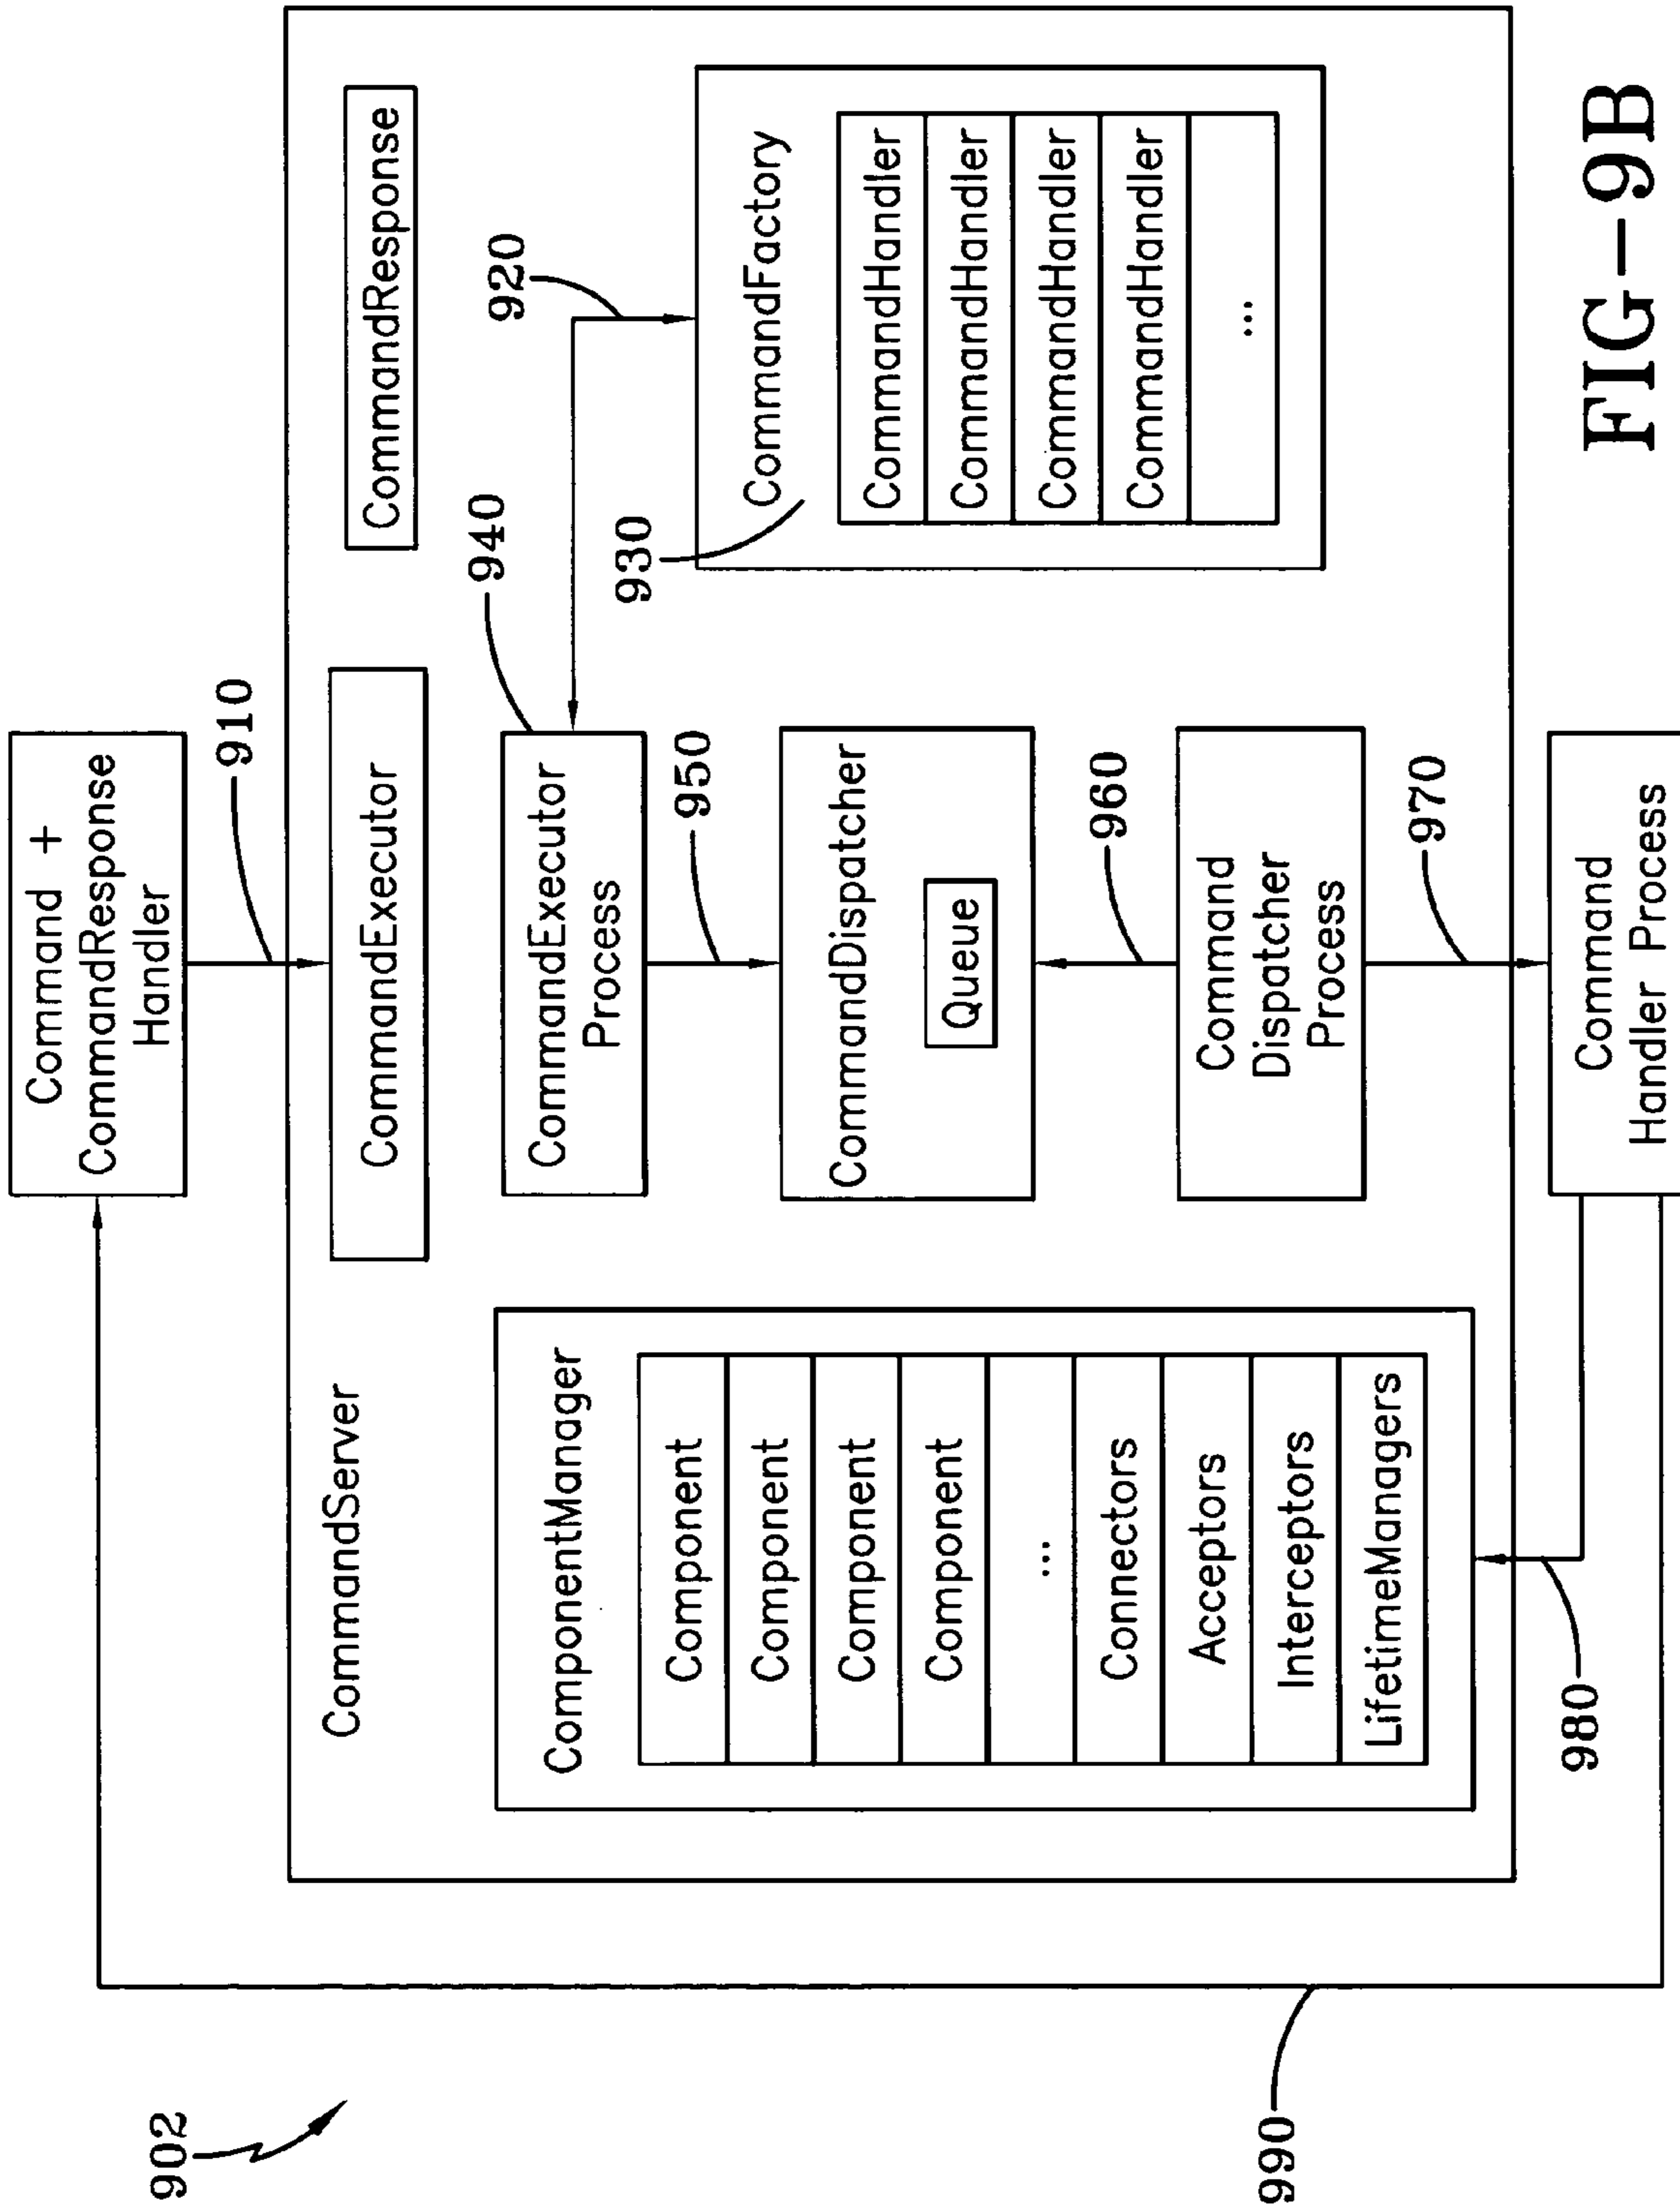 902
Command +
CommandResponse
Handler
910
CommandServer
CommandExecutor
CommandResponse
ComponentManager
Component
Component
Component
Component
...
Connectors
Acceptors
Interceptors
LifetimeManagers
940
CommandExecutor
Process
920
950
CommandDispatcher
Queue
960
Command
Dispatcher
Process
970
930
CommandFactory
CommandHandler
CommandHandler
CommandHandler
CommandHandler
...
980
Command
Handler Process
990
FIG-9B